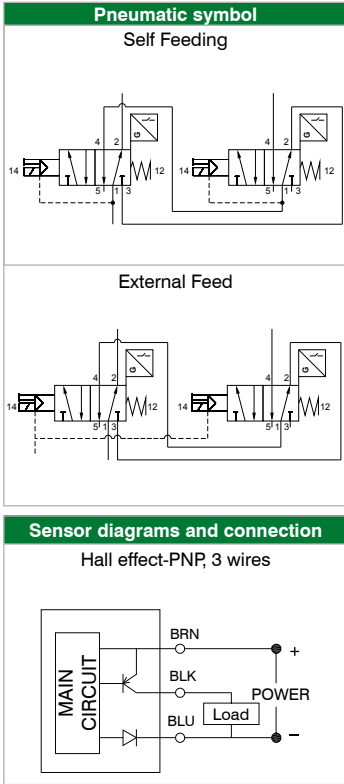 Pneumatic symbol
Self Feeding
4 2
G
4 2
G
14
12
14
12
5 1 3
5 1 3
External Feed
4 2
G
4 2
G
14
12
14
12
5 1 3
5 1 3
Sensor diagrams and connection
Hall effect-PNP, 3 wires
MAIN
CIRCUIT
BRN
+
BLK
POWER
Load
BLU
−